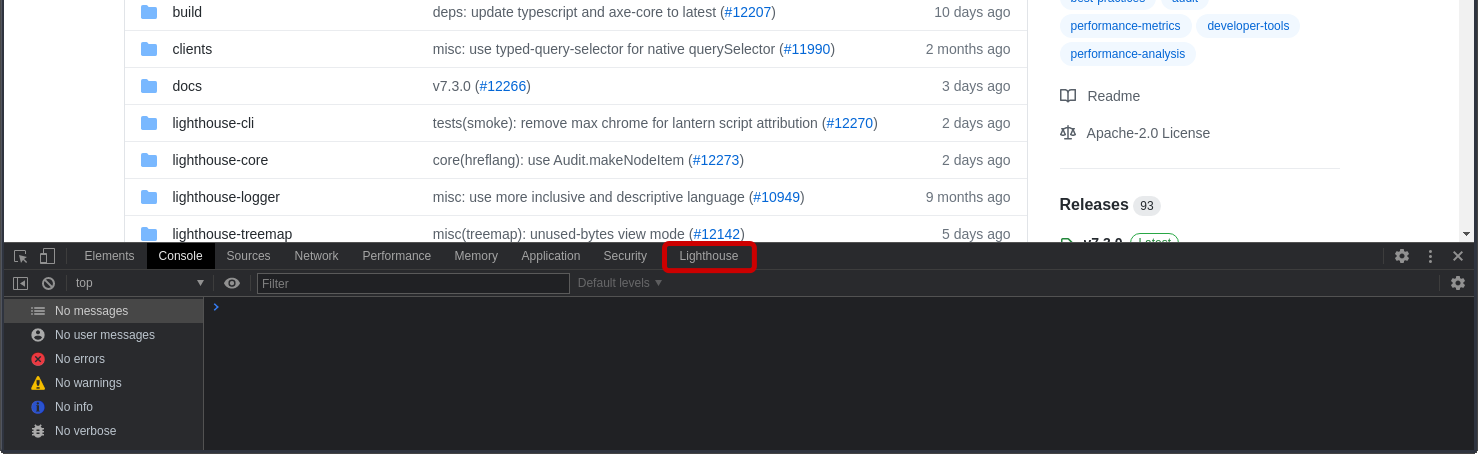 build deps: update typescript and axe-core to latest (#12207) 10 days ago
clients misc: use typed-query-selector for native querySelector (#11990) 2 months ago
docs v7.3.0 (#12266) 3 days ago
lighthouse-cli tests(smoke): remove max chrome for lantern script attribution (#12270) 2 days ago
lighthouse-core core(hreflang): use Audit.makeNodeItem (#12273) 2 days ago
lighthouse-logger misc: use more inclusive and descriptive language (#10949) 9 months ago
lighthouse-treemap misc(treemap): unused-bytes view mode (#12142) 5 days ago
best-practices audit
performance-metrics developer-tools
performance-analysis
Readme
Apache-2.0 License
Releases 93
v7.3.0 Latest
Elements Console Sources Network Performance Memory Application Security Lighthouse
top Filter Default levels
No messages
No user messages
No errors
No warnings
No info
No verbose